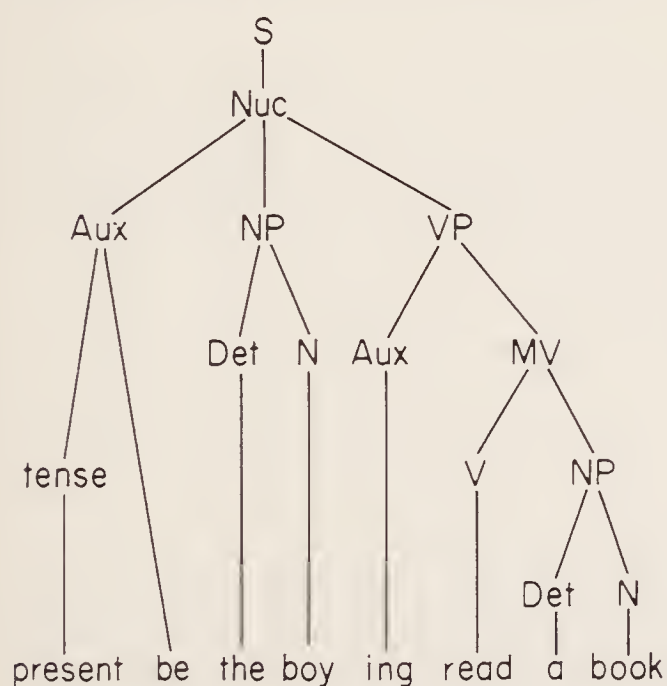 S
Nuc
Aux NP VP
Det N Aux MV
tense V NP
Det N
present be the boy ing read a book